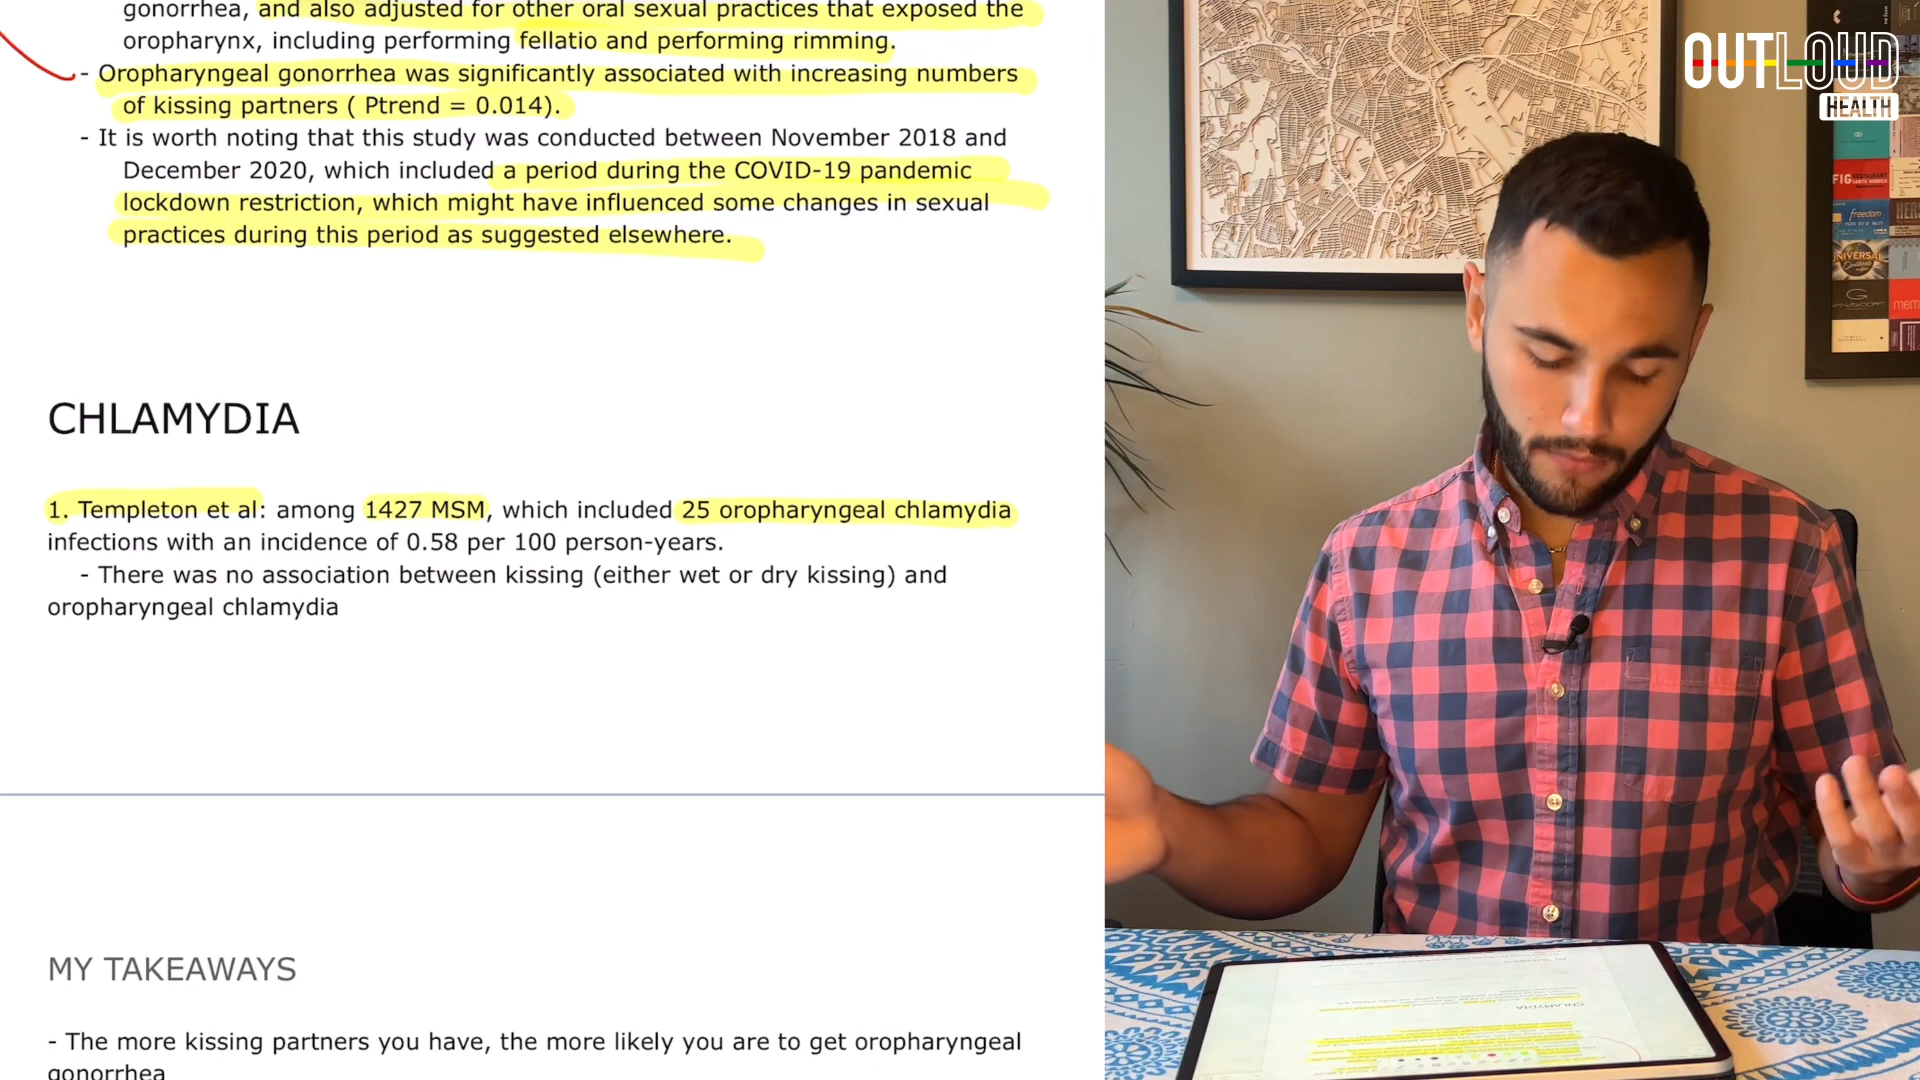 gonorrhea, and also adjusted for other oral sexual practices that exposed the
oropharynx, including performing fellatio and performing rimming.
- Oropharyngeal gonorrhea was significantly associated with increasing numbers
of kissing partners ( Ptrend = 0.014).
- It is worth noting that this study was conducted between November 2018 and
December 2020, which included a period during the COVID-19 pandemic
lockdown restriction, which might have influenced some changes in sexual
practices during this period as suggested elsewhere.
CHLAMYDIA
1. Templeton et al: among 1427 MSM, which included 25 oropharyngeal chlamydia
infections with an incidence of 0.58 per 100 person-years.
- There was no association between kissing (either wet or dry kissing) and
oropharyngeal chlamydia
MY TAKEAWAYS
- The more kissing partners you have, the more likely you are to get oropharyngeal
gonorrhea
OUTLOUD
HEALTH
FIG
freedom
UNIVERSAL
CHLAMYDIA